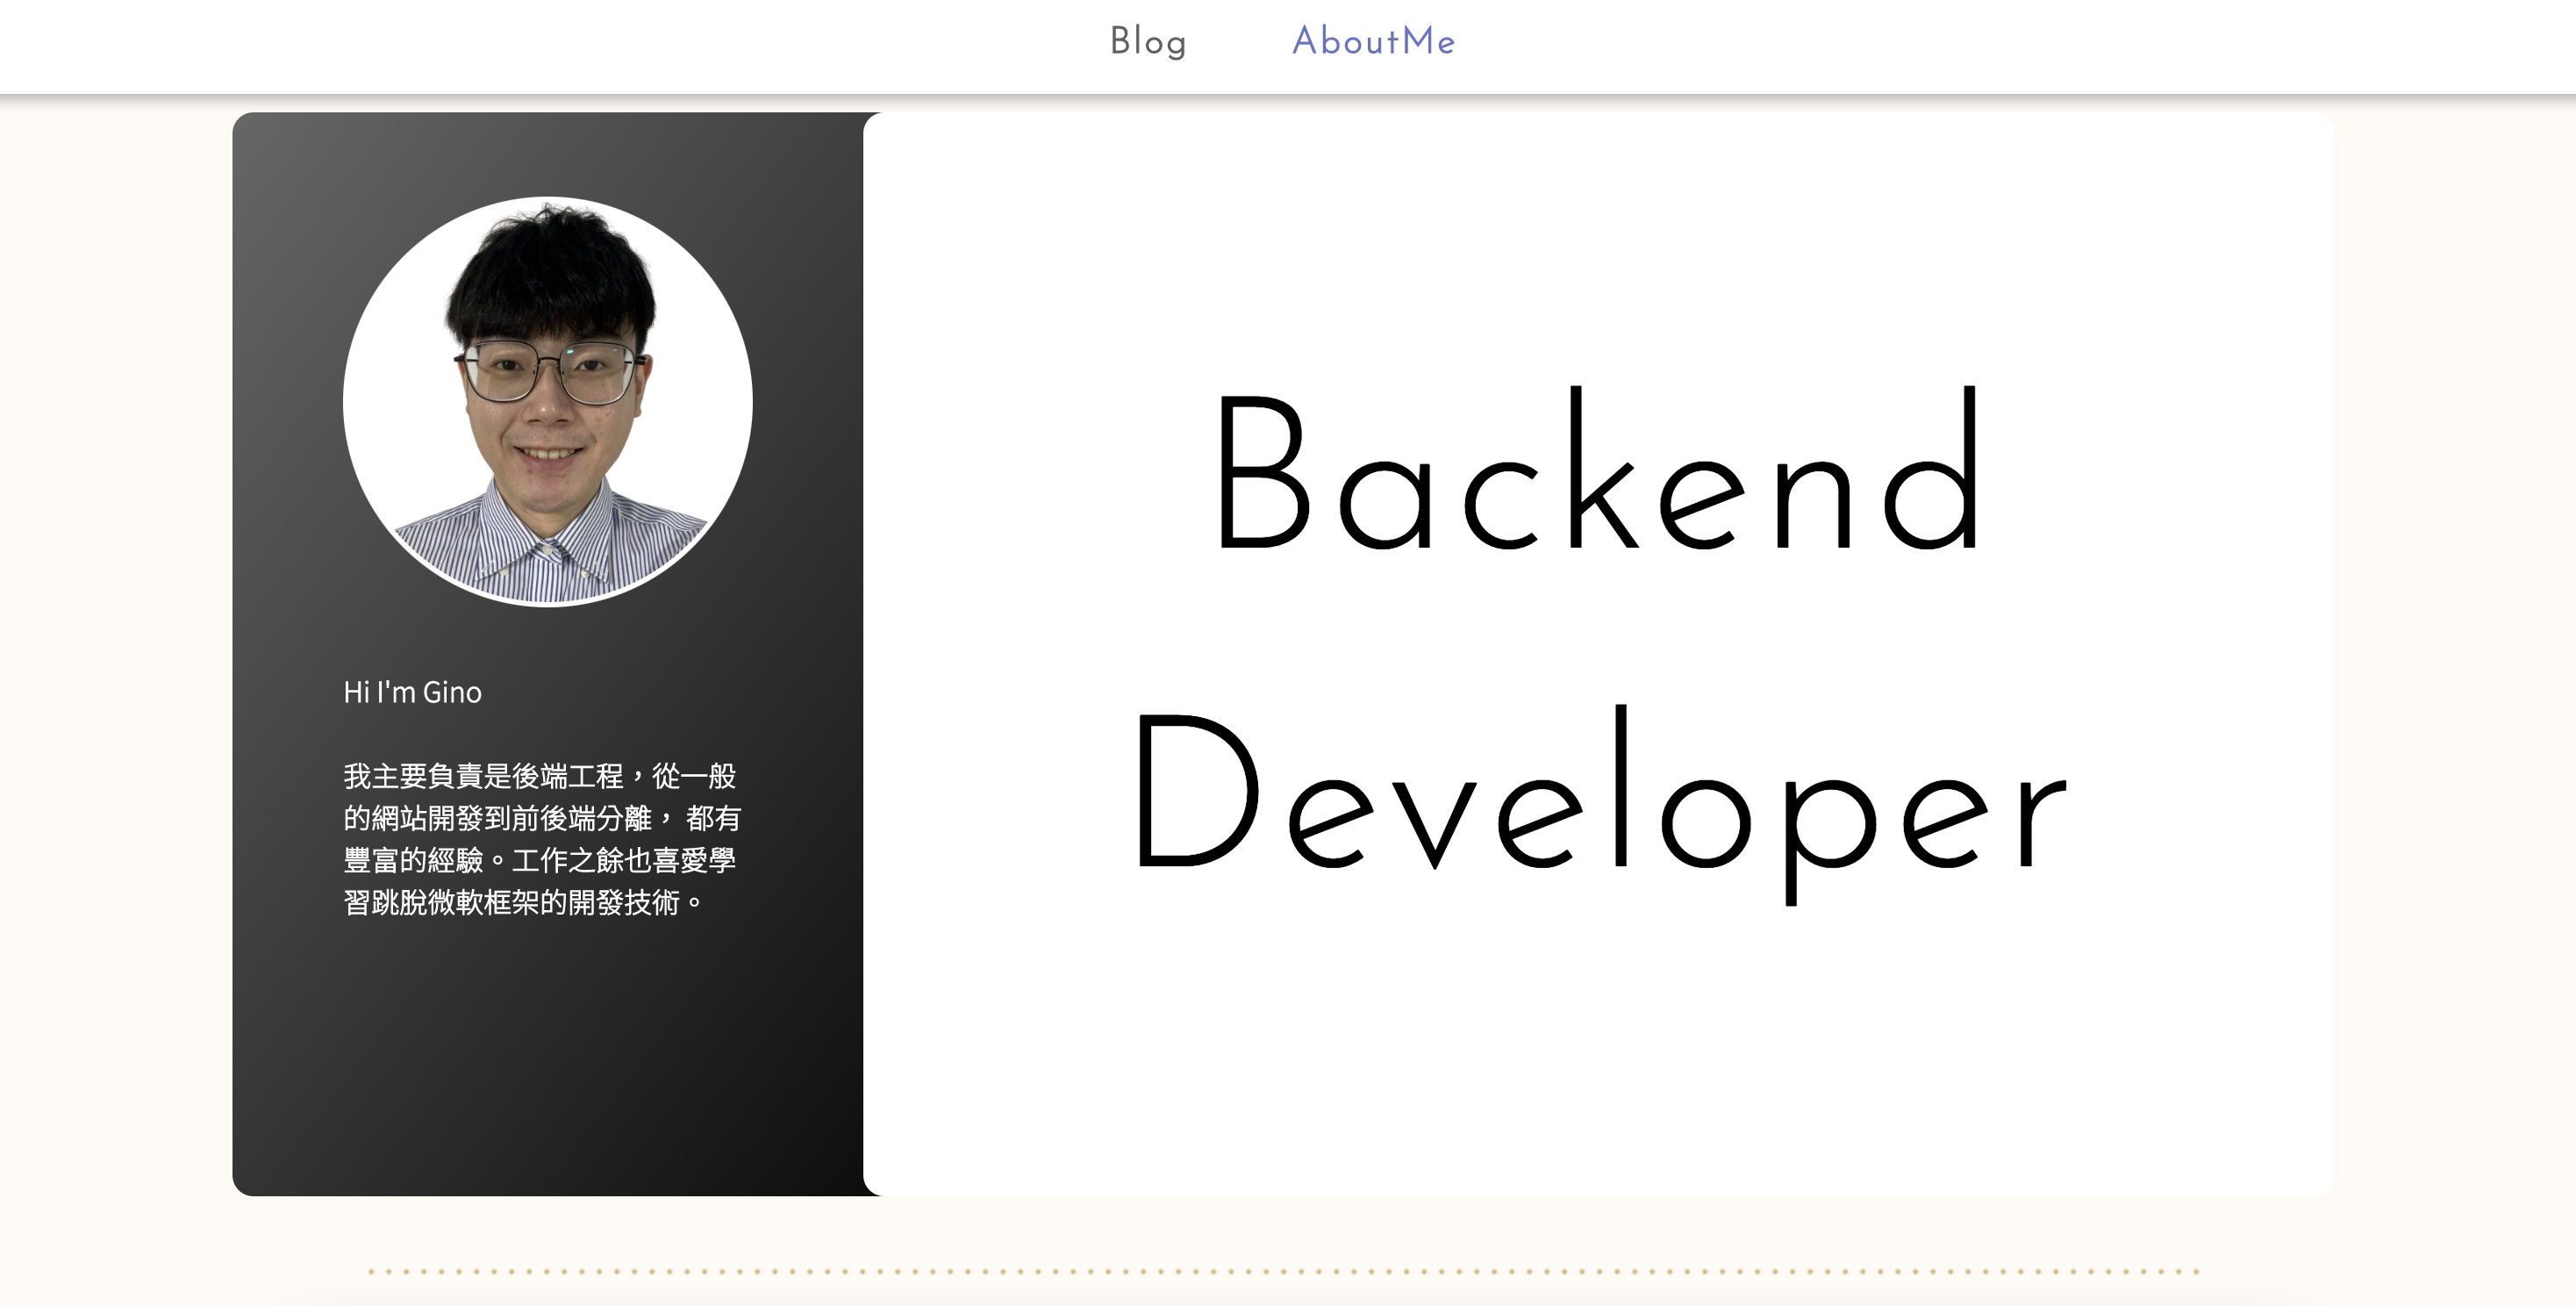 Blog AboutMe
Hi I'm Gino
我主要負責是後端工程，從一般
的網站開發到前後端分離， 都有
豐富的經驗。工作之餘也喜愛學
習跳脫微軟框架的開發技術。
Backend
Developer